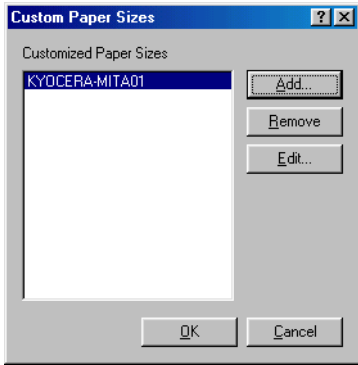 Custom Paper Sizes
Customized Paper Sizes
KYOCERA-MITA01
Add...
Remove
Edit...
OK
Cancel